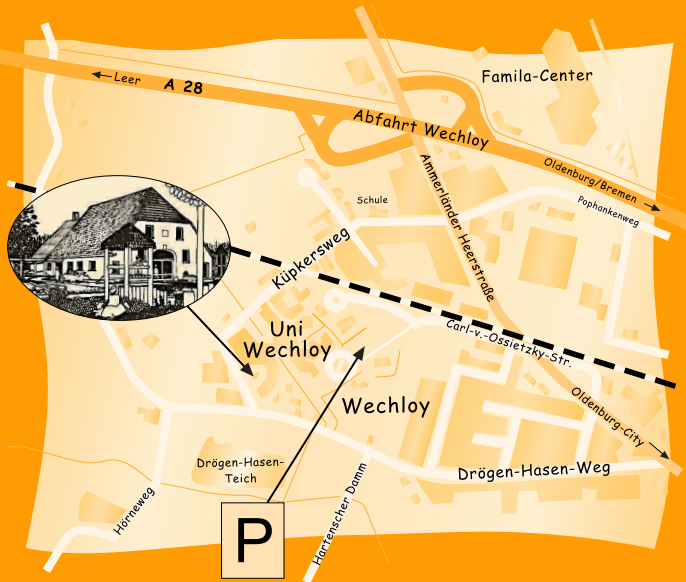 Famila-Center
Leer
A 28
Abfahrt Wechloy
Oldenburg/Bremen
Ammerländer Heerstraße
Schule
Pophankenweg
Küpkersweg
Uni
Wechloy
Carl-v.-Ossietzky-Str.
Wechloy
Oldenburg-City
Drögen-Hasen-
Teich
Drögen-Hasen-Weg
Hörneweg
Hartenscher Damm
P